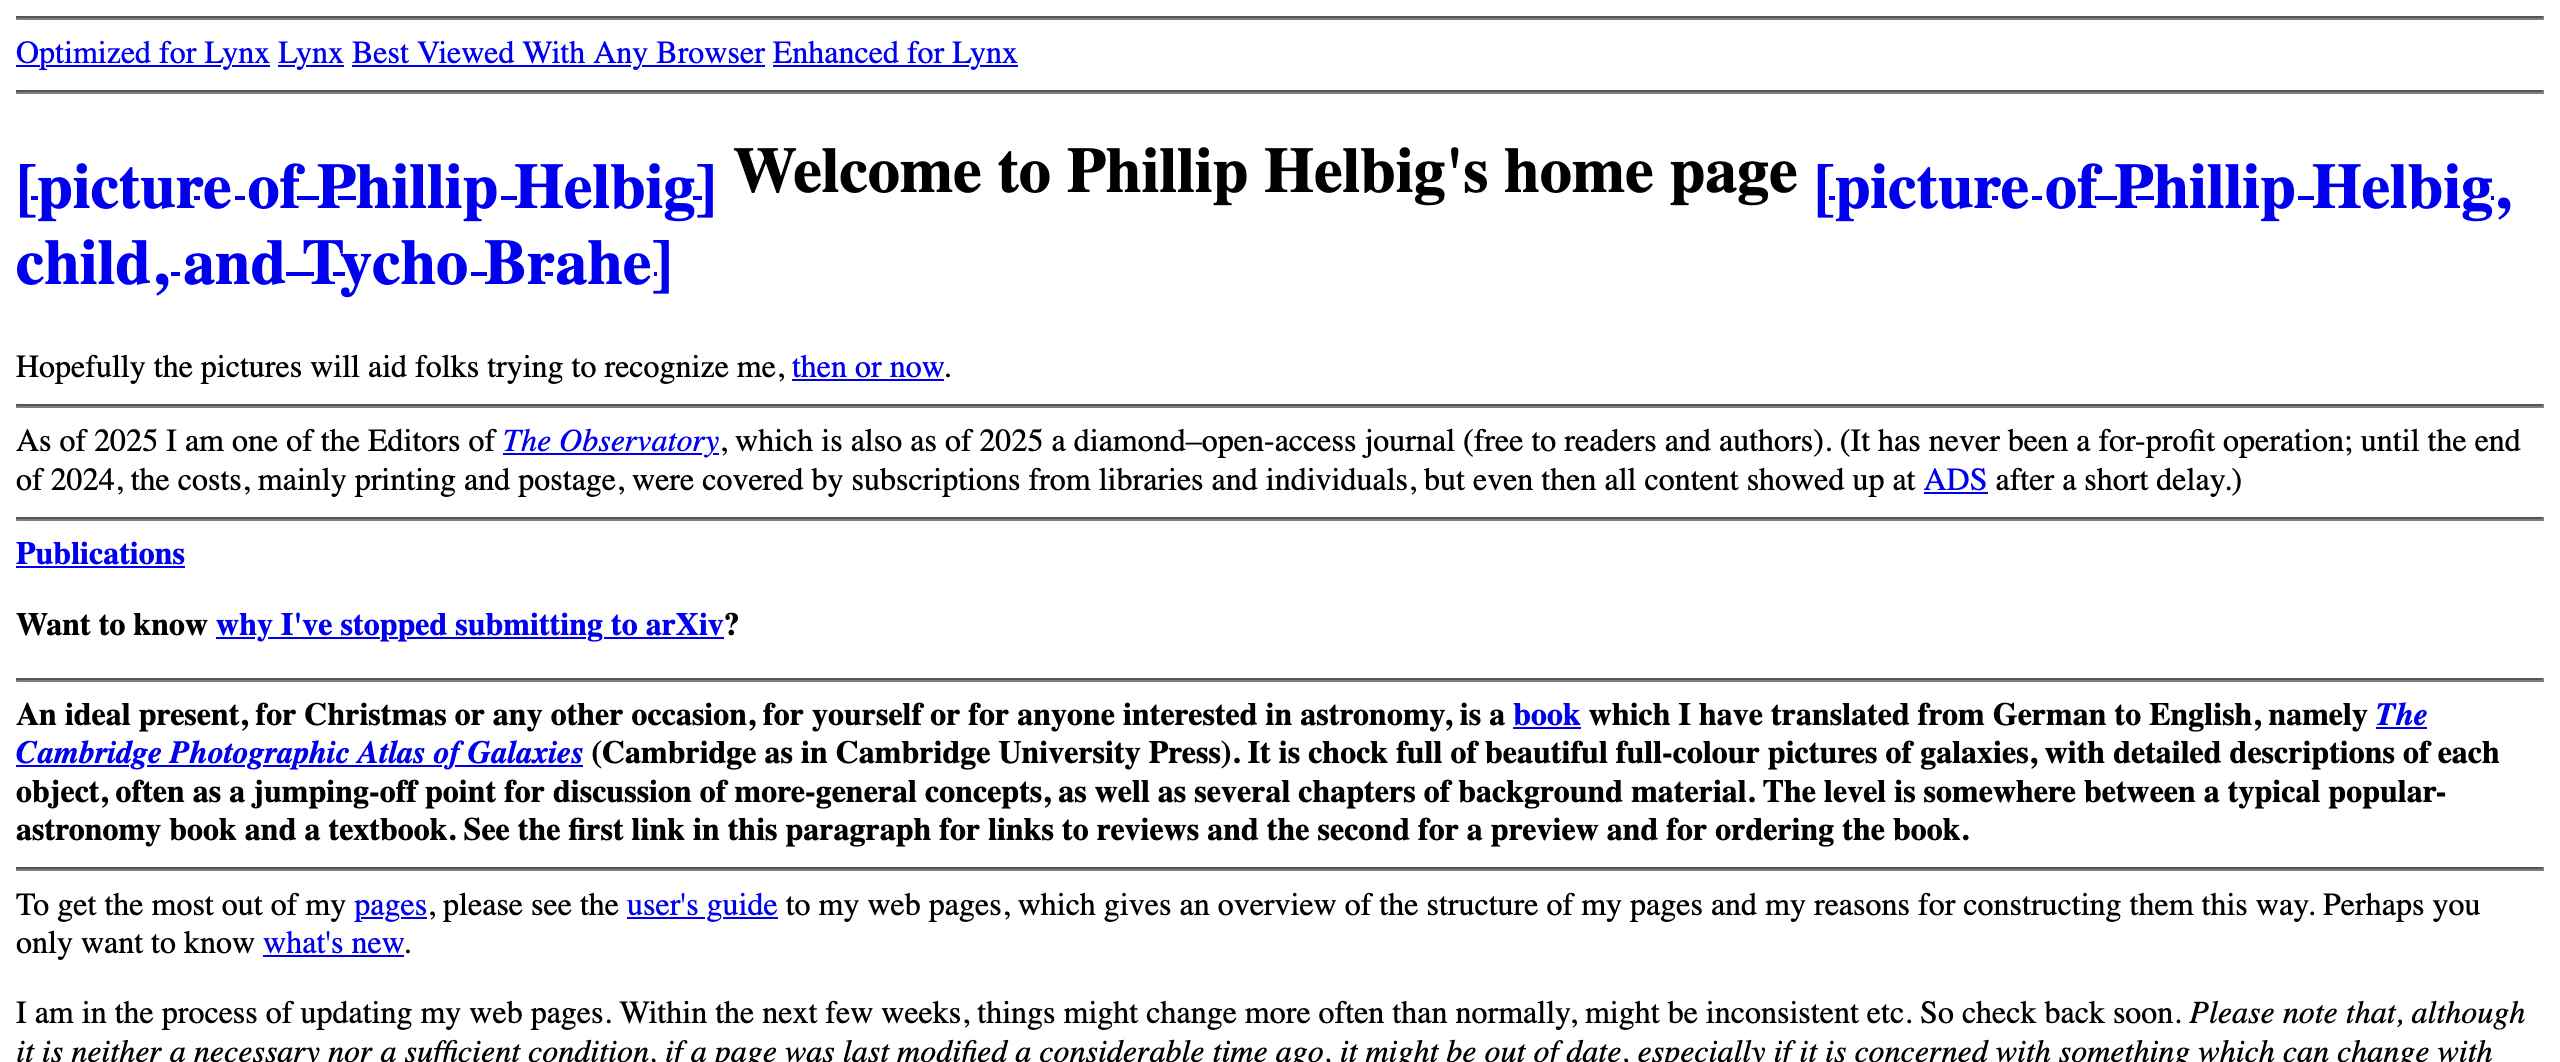 Optimized for Lynx Lynx Best Viewed With Any Browser Enhanced for Lynx
[picture of Phillip Helbig] Welcome to Phillip Helbig's home page [picture of Phillip Helbig,
child, and Tycho Brahe]
Hopefully the pictures will aid folks trying to recognize me, then or now.
As of 2025 I am one of the Editors of The Observatory, which is also as of 2025 a diamond–open-access journal (free to readers and authors). (It has never been a for-profit operation; until the end
of 2024, the costs, mainly printing and postage, were covered by subscriptions from libraries and individuals, but even then all content showed up at ADS after a short delay.)
Publications
Want to know why I've stopped submitting to arXiv?
An ideal present, for Christmas or any other occasion, for yourself or for anyone interested in astronomy, is a book which I have translated from German to English, namely The
Cambridge Photographic Atlas of Galaxies (Cambridge as in Cambridge University Press). It is chock full of beautiful full-colour pictures of galaxies, with detailed descriptions of each
object, often as a jumping-off point for discussion of more-general concepts, as well as several chapters of background material. The level is somewhere between a typical popular-
astronomy book and a textbook. See the first link in this paragraph for links to reviews and the second for a preview and for ordering the book.
To get the most out of my pages, please see the user's guide to my web pages, which gives an overview of the structure of my pages and my reasons for constructing them this way. Perhaps you
only want to know what's new.
I am in the process of updating my web pages. Within the next few weeks, things might change more often than normally, might be inconsistent etc. So check back soon. Please note that, although
it is neither a necessary nor a sufficient condition, if a page was last modified a considerable time ago, it might be out of date, especially if it is concerned with something which can change with